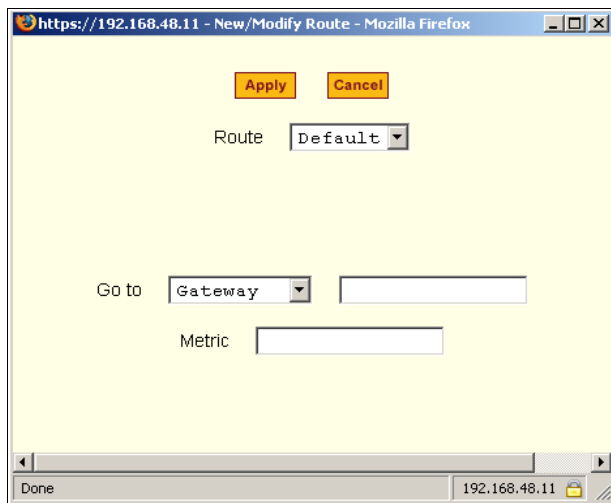 https://192.168.48.11 - New/Modify Route - Mozilla Firefox
Apply Cancel
Route Default
Go to Gateway
Metric
Done 192.168.48.11